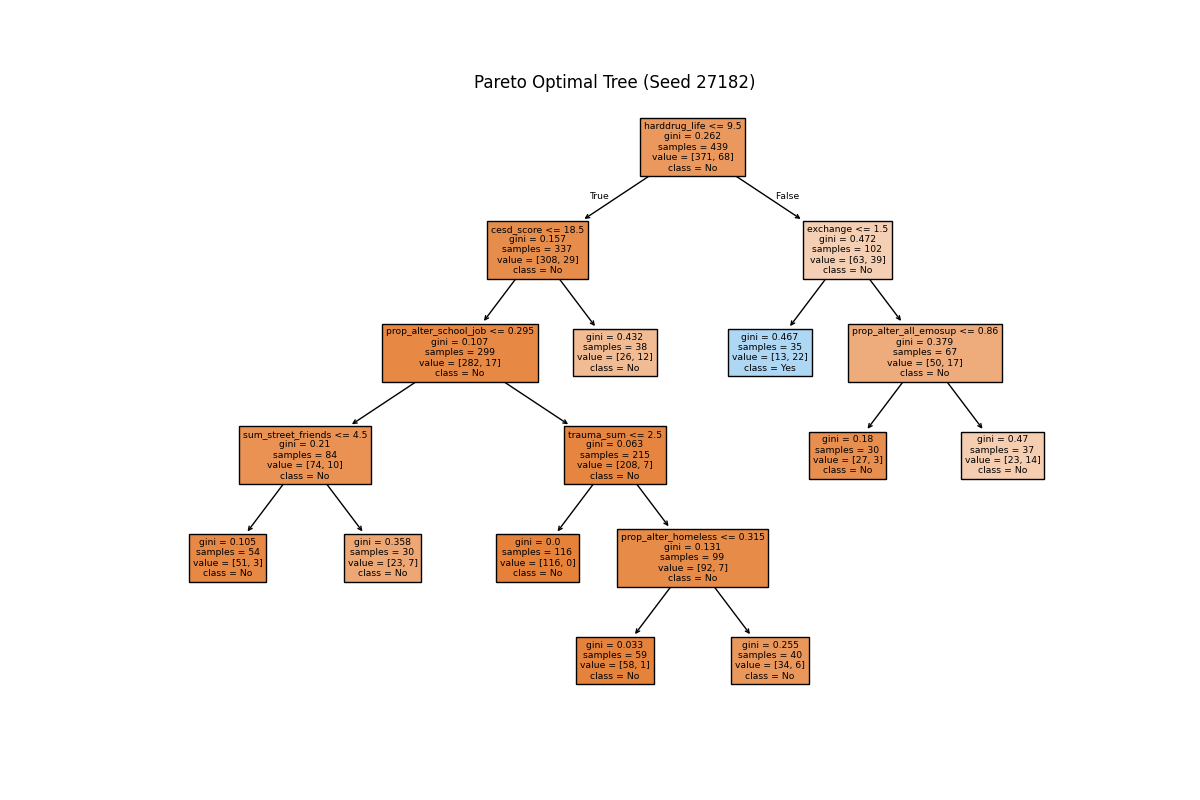 Pareto Optimal Tree (Seed 27182)
harddrug_life <= 9.5
gini = 0.262
samples = 439
value = [371, 68]
class = No
True
False
cesd_score <= 18.5
gini = 0.157
samples = 337
value = [308, 29]
class = No
exchange <= 1.5
gini = 0.472
samples = 102
value = [63, 39]
class = No
prop_alter_school_job <= 0.295
gini = 0.107
samples = 299
value = [282, 17]
class = No
gini = 0.432
samples = 38
value = [26, 12]
class = No
gini = 0.467
samples = 35
value = [13, 22]
class = Yes
prop_alter_all_emosup <= 0.86
gini = 0.379
samples = 67
value = [50, 17]
class = No
sum_street_friends <= 4.5
gini = 0.21
samples = 84
value = [74, 10]
class = No
trauma_sum <= 2.5
gini = 0.063
samples = 215
value = [208, 7]
class = No
gini = 0.18
samples = 30
value = [27, 3]
class = No
gini = 0.47
samples = 37
value = [23, 14]
class = No
gini = 0.105
samples = 54
value = [51, 3]
class = No
gini = 0.358
samples = 30
value = [23, 7]
class = No
gini = 0.0
samples = 116
value = [116, 0]
class = No
prop_alter_homeless <= 0.315
gini = 0.131
samples = 99
value = [92, 7]
class = No
gini = 0.033
samples = 59
value = [58, 1]
class = No
gini = 0.255
samples = 40
value = [34, 6]
class = No